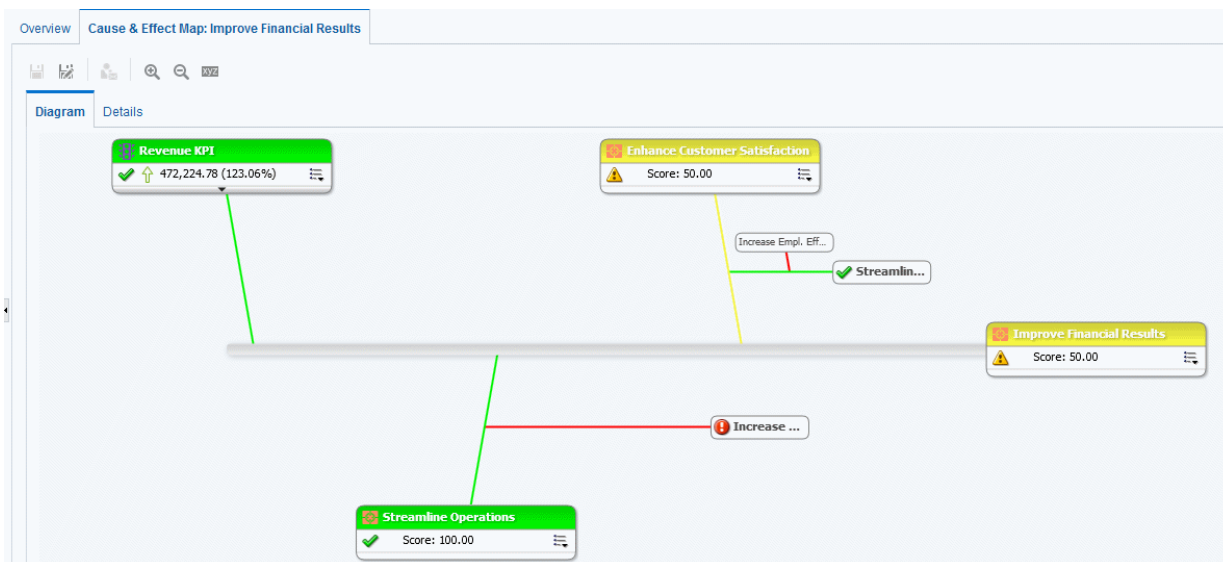 Overview
Cause & Effect Map: Improve Financial Results
xyz
Diagram
Details
Revenue KPI
472,224.78 (123.06%)
Enhance Customer Satisfaction
Score: 50.00
Increase Empl. Eff...
Streamlin...
Improve Financial Results
Score: 50.00
Increase ...
Streamline Operations
Score: 100.00